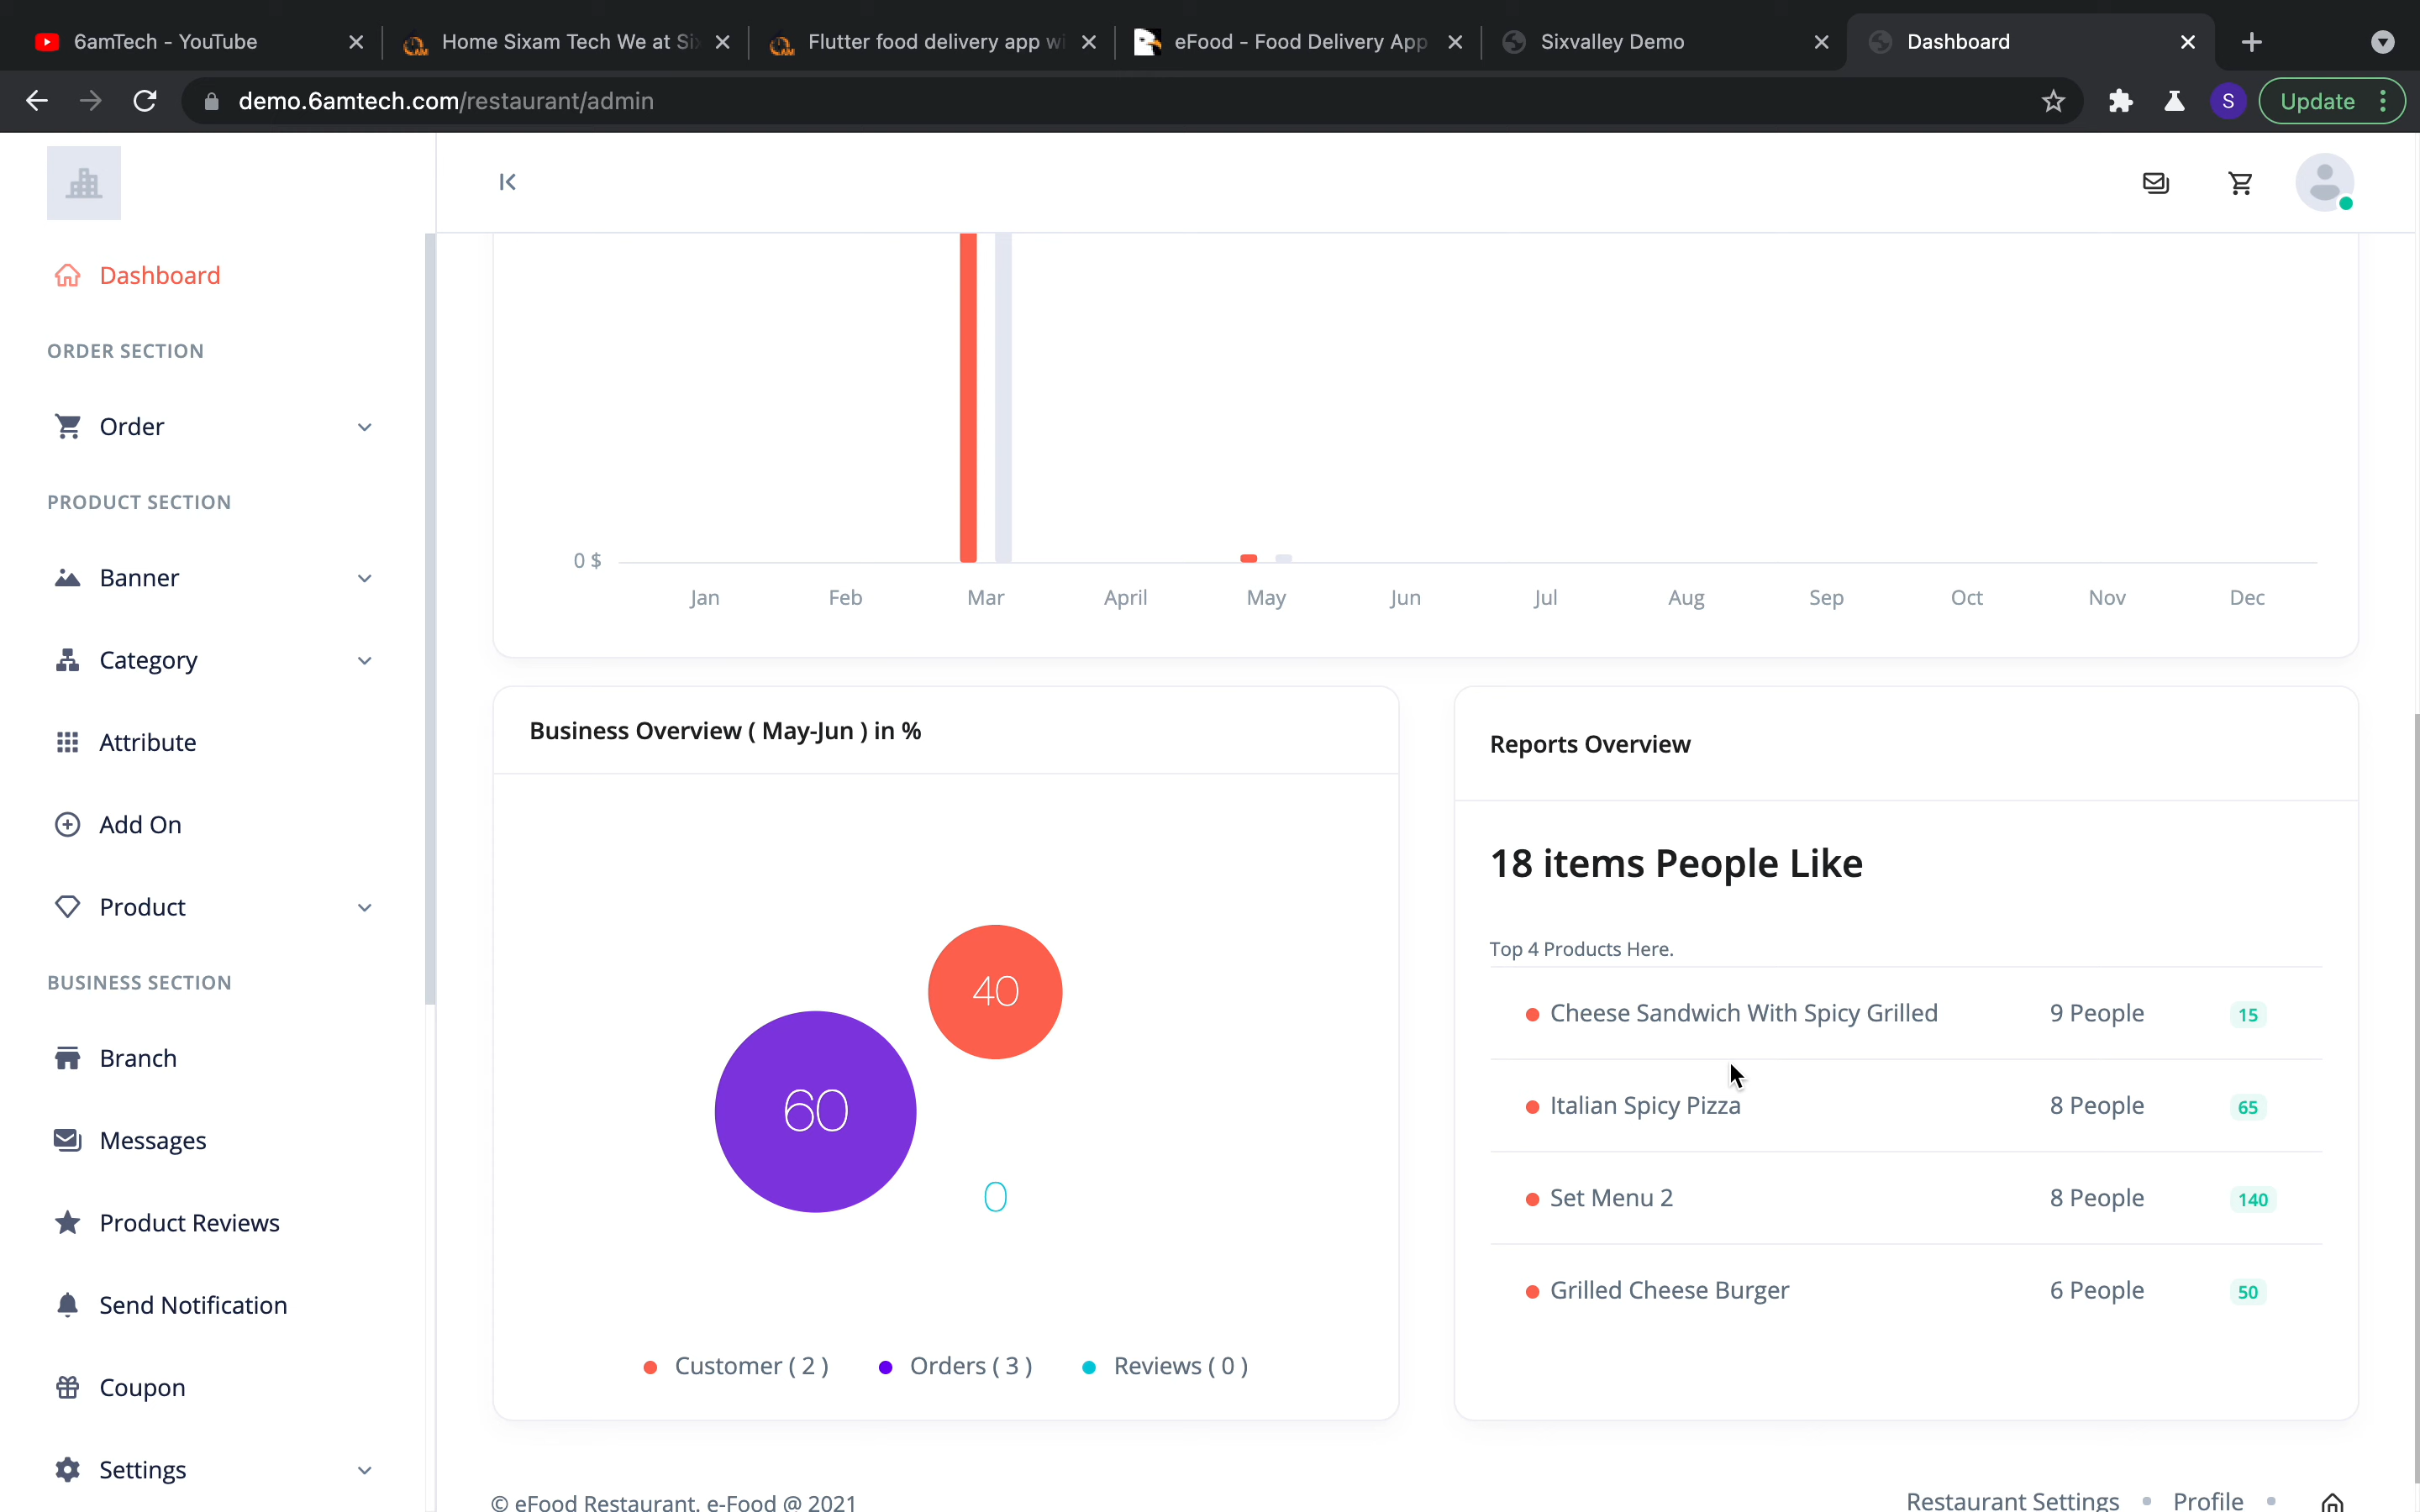 6amTech - YouTube
Home Sixam Tech We at Si
Flutter food delivery app wi
eFood - Food Delivery App
Sixvalley Demo
Dashboard
demo.6amtech.com/restaurant/admin
S
Update
Dashboard
ORDER SECTION
Order
PRODUCT SECTION
Banner
Category
Attribute
Add On
Product
BUSINESS SECTION
Branch
Messages
Product Reviews
Send Notification
Coupon
Settings
0 $
Jan Feb Mar April May Jun Jul Aug Sep Oct Nov Dec
Business Overview ( May-Jun ) in %
40
60
0
Customer ( 2 ) Orders ( 3 ) Reviews ( 0 )
Reports Overview
18 items People Like
Top 4 Products Here.
Cheese Sandwich With Spicy Grilled 9 People 15
Italian Spicy Pizza 8 People 65
Set Menu 2 8 People 140
Grilled Cheese Burger 6 People 50
© eFood Restaurant. e-Food @ 2021
Restaurant Settings • Profile •